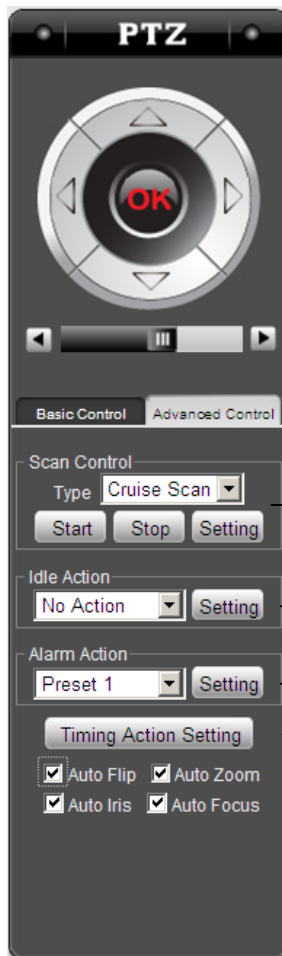 PTZ
OK
Basic Control Advanced Control
Scan Control
Type Cruise Scan
Start Stop Setting
Idle Action
No Action Setting
Alarm Action
Preset 1 Setting
Timing Action Setting
Auto Flip Auto Zoom
Auto Iris Auto Focus